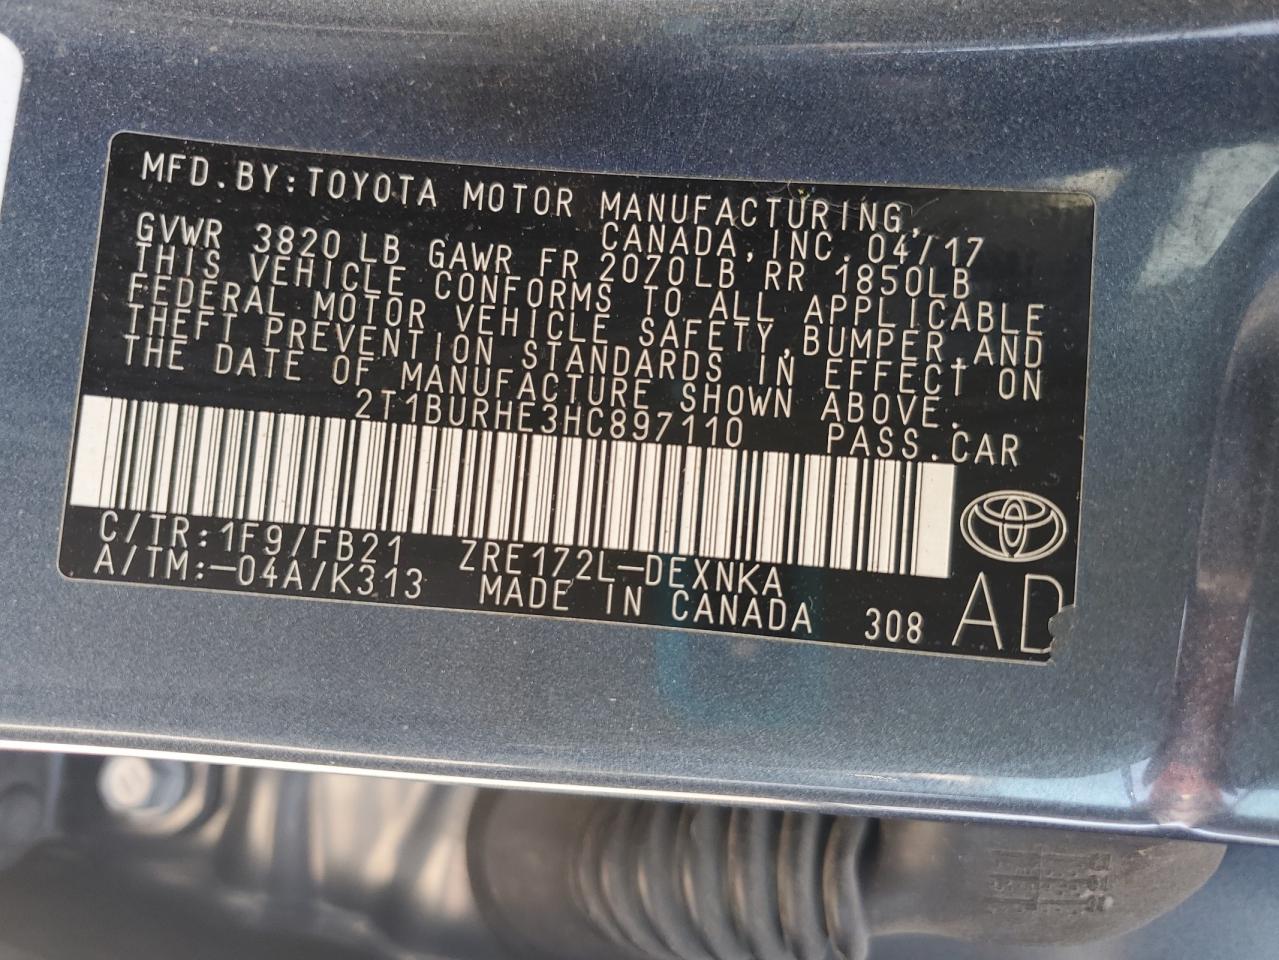 MFD.BY:TOYOTA MOTOR MANUFACTURING,
CANADA,INC.04/17
GVWR 3820 LB GAWR FR 2070LB RR 1850LB
THIS VEHICLE CONFORMS TO ALL APPLICABLE
FEDERAL MOTOR VEHICLE SAFETY,BUMPER,AND
THEFT PREVENTION STANDARDS IN EFFECT ON
THE DATE OF MANUFACTURE SHOWN ABOVE.
2T1BURHE3HC897110 PASS.CAR
C/TR:1F9/FB21 ZRE172L-DEXNKA
A/TM:-04A/K313 MADE IN CANADA 308
AD